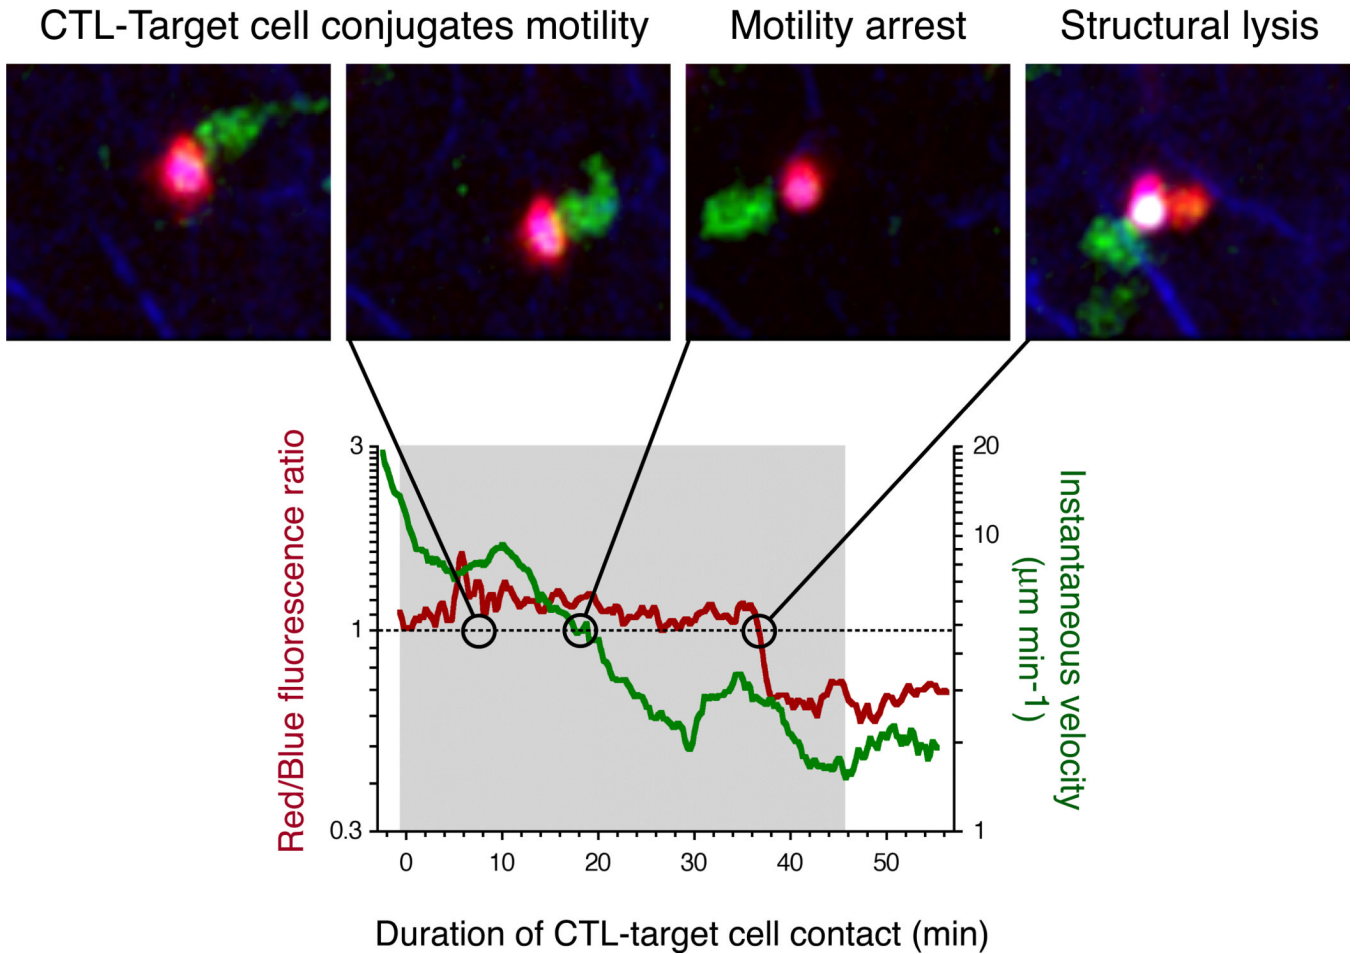 CTL-Target cell conjugates motility
Motility arrest
Structural lysis
Red/Blue fluorescence ratio
3
1
0.3
20
10
1
Instantaneous velocity
(μm min-1)
0
10
20
30
40
50
Duration of CTL-target cell contact (min)